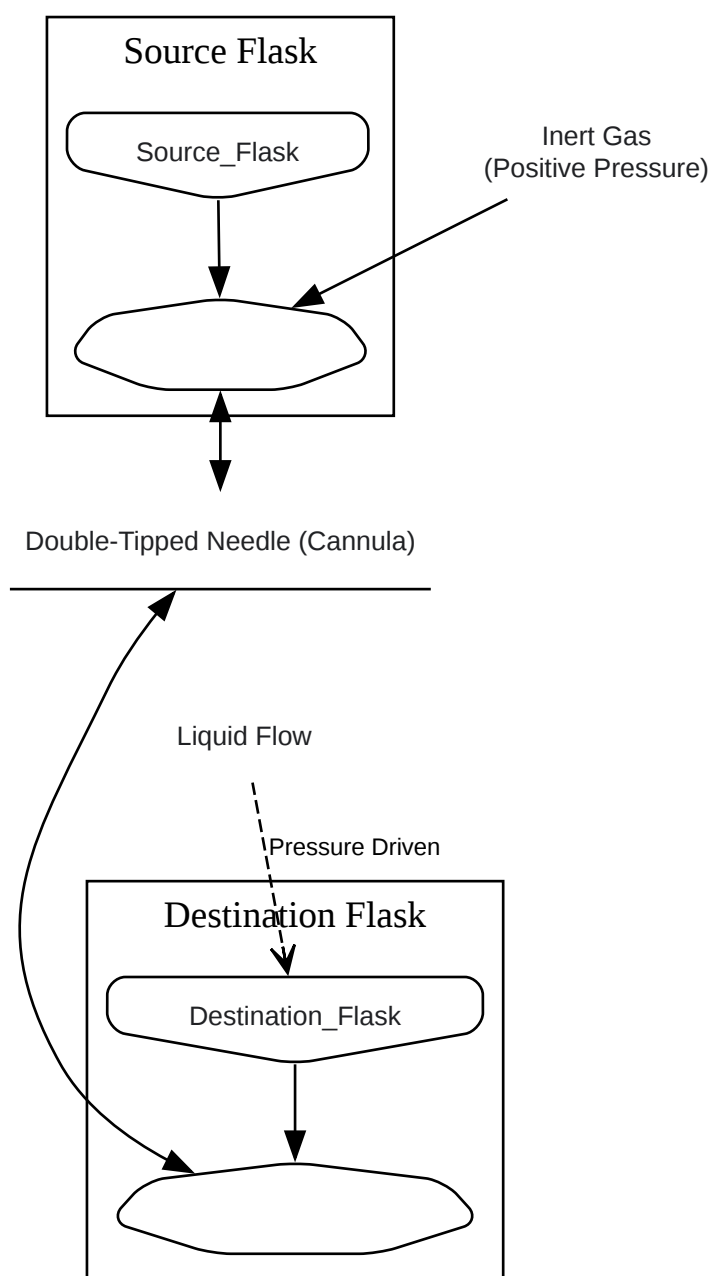 Source Flask
Source_Flask
Inert Gas
(Positive Pressure)
Double-Tipped Needle (Cannula)
Liquid Flow
Pressure Driven
Destination Flask
Destination_Flask